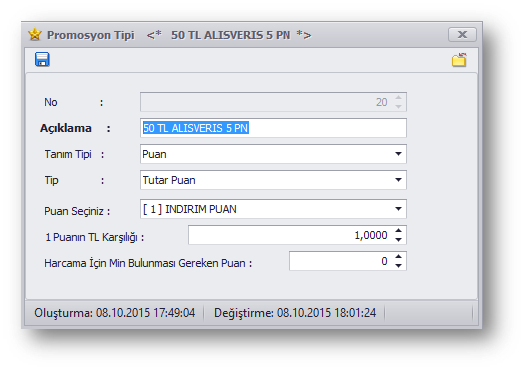 Promosyon Tipi <* 50 TL ALISVERIS 5 PN *>
No : 20
Açıklama : 50 TL ALISVERIS 5 PN
Tanım Tipi : Puan
Tip : Tutar Puan
Puan Seçiniz : [ 1 ] INDIRIM PUAN
1 Puanın TL Karşılığı : 1,0000
Harcama İçin Min Bulunması Gereken Puan : 0
Oluşturma: 08.10.2015 17:49:04 Değiştirme: 08.10.2015 18:01:24